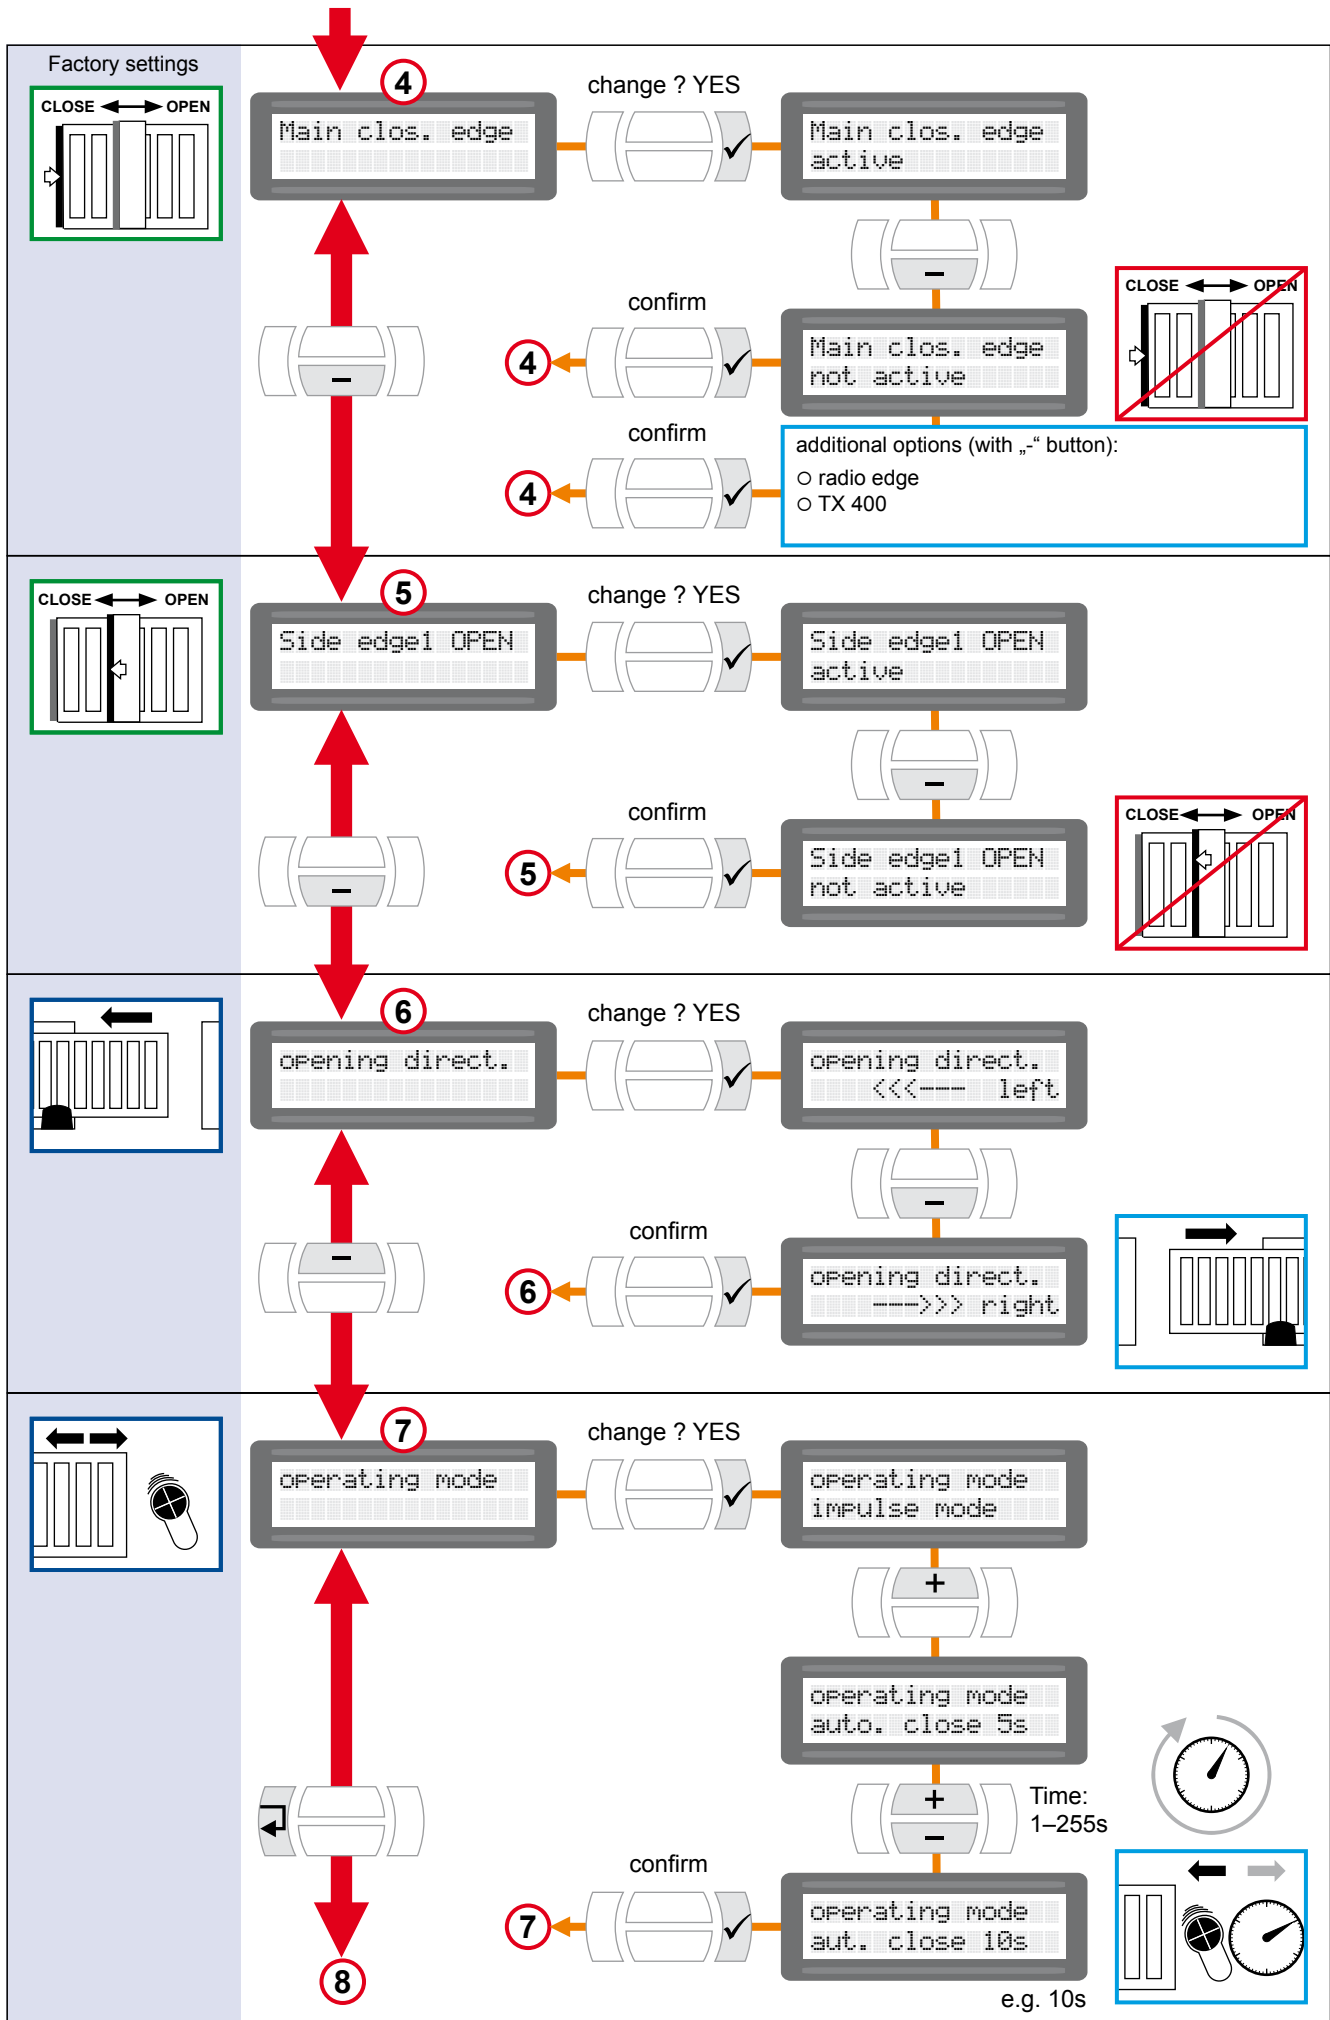 Factory settings
CLOSE OPEN
4
Main clos. edge
change ? YES
✓
Main clos. edge
active
−
−
confirm
4
✓
Main clos. edge
not active
CLOSE OPEN
confirm
4
✓
additional options (with „-“ button):
radio edge
TX 400
CLOSE OPEN
5
Side edge1 OPEN
change ? YES
✓
Side edge1 OPEN
active
−
−
confirm
5
✓
Side edge1 OPEN
not active
CLOSE OPEN
6
opening direct.
change ? YES
✓
opening direct.
<<<--- left
−
−
confirm
6
✓
opening direct.
--->>> right
7
operating mode
change ? YES
✓
operating mode
impulse mode
+
operating mode
auto. close 5s
+
−
Time:
1–255s
confirm
7
✓
operating mode
aut. close 10s
e.g. 10s
8